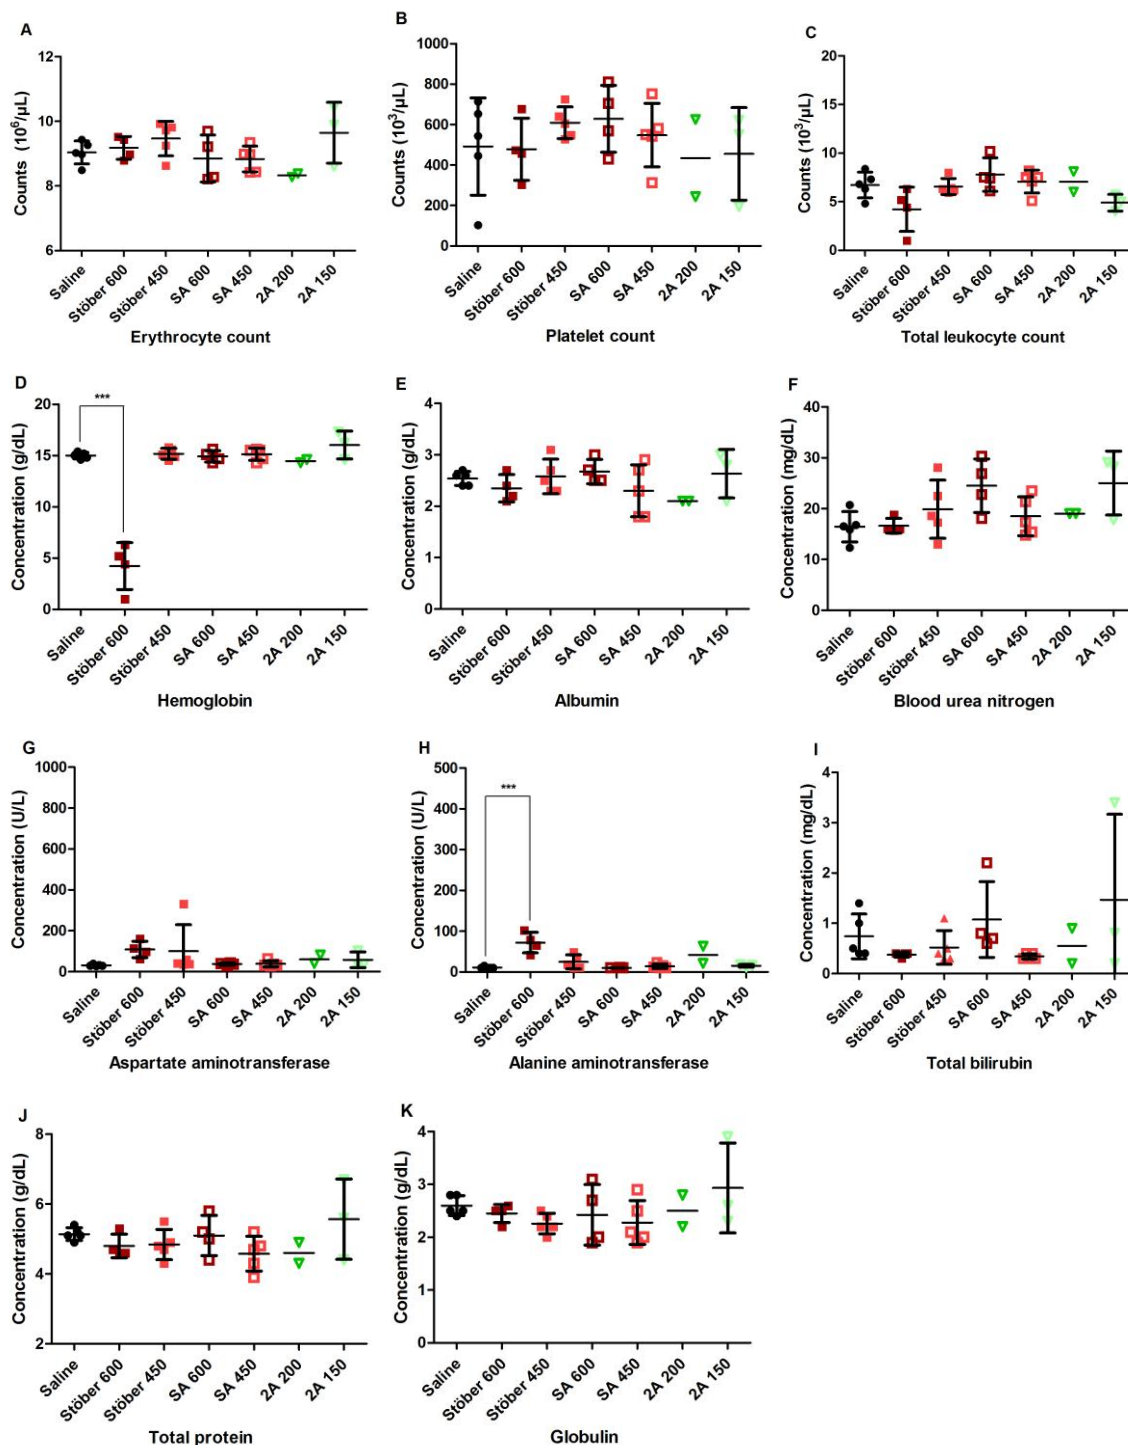 A
12
10
8
6
Counts (10⁶/µL)
Saline
Stöber 600
Stöber 450
SA 600
SA 450
2A 200
2A 150
Erythrocyte count
B
1000
800
600
400
200
0
Counts (10³/µL)
Saline
Stöber 600
Stöber 450
SA 600
SA 450
2A 200
2A 150
Platelet count
C
20
15
10
5
0
Counts (10³/µL)
Saline
Stöber 600
Stöber 450
SA 600
SA 450
2A 200
2A 150
Total leukocyte count
D
20
15
10
5
0
Concentration (g/dL)
***
Saline
Stöber 600
Stöber 450
SA 600
SA 450
2A 200
2A 150
Hemoglobin
E
4
3
2
1
0
Concentration (g/dL)
Saline
Stöber 600
Stöber 450
SA 600
SA 450
2A 200
2A 150
Albumin
F
40
30
20
10
0
Concentration (mg/dL)
Saline
Stöber 600
Stöber 450
SA 600
SA 450
2A 200
2A 150
Blood urea nitrogen
G
1000
800
600
400
200
0
Concentration (U/L)
Saline
Stöber 600
Stöber 450
SA 600
SA 450
2A 200
2A 150
Aspartate aminotransferase
H
500
400
300
200
100
0
Concentration (U/L)
***
Saline
Stöber 600
Stöber 450
SA 600
SA 450
2A 200
2A 150
Alanine aminotransferase
I
4
3
2
1
0
Concentration (mg/dL)
Saline
Stöber 600
Stöber 450
SA 600
SA 450
2A 200
2A 150
Total bilirubin
J
8
6
4
2
Concentration (g/dL)
Saline
Stöber 600
Stöber 450
SA 600
SA 450
2A 200
2A 150
Total protein
K
4
3
2
1
0
Concentration (g/dL)
Saline
Stöber 600
Stöber 450
SA 600
SA 450
2A 200
2A 150
Globulin